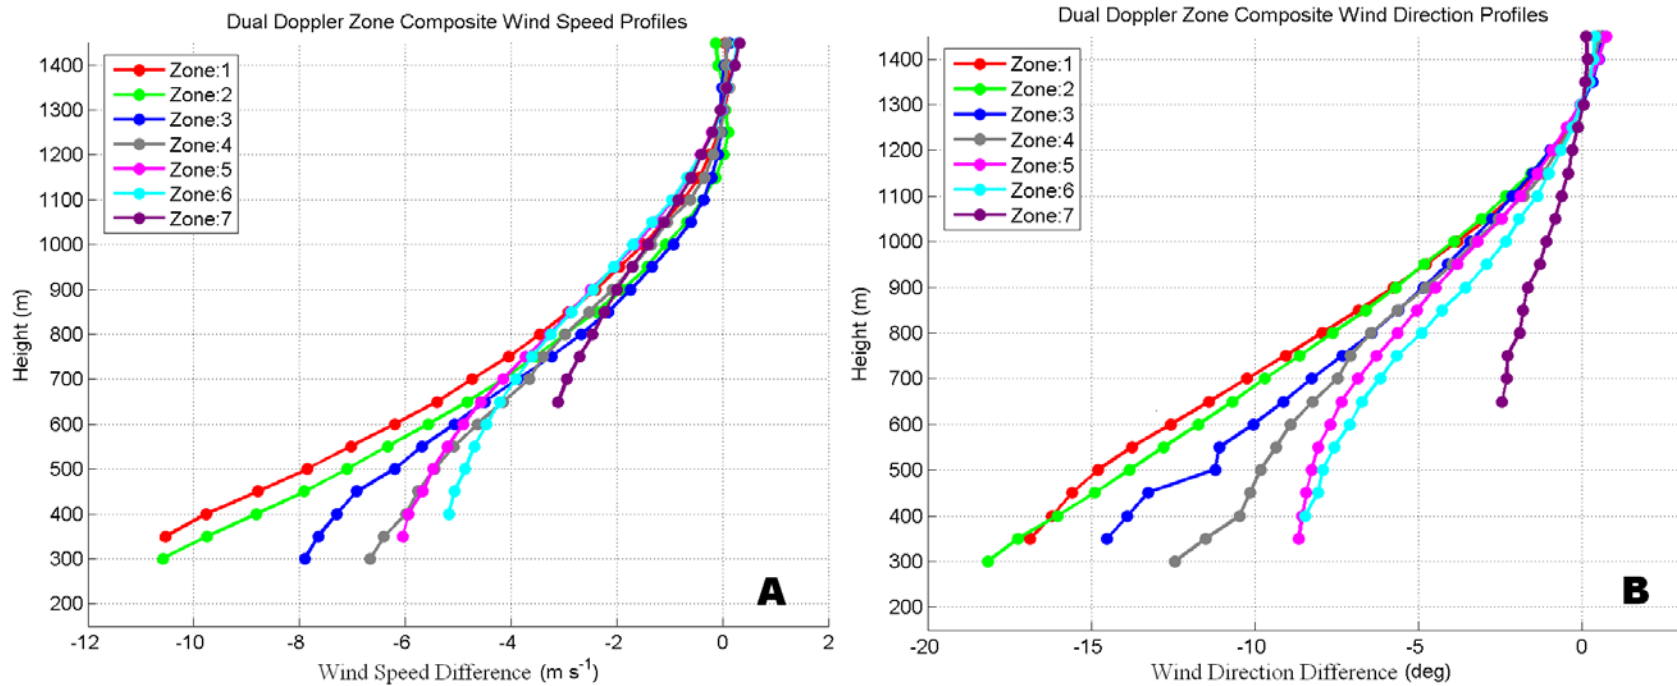 Dual Doppler Zone Composite Wind Speed Profiles
1400
1300
1200
1100
1000
900
800
700
600
500
400
300
200
Height (m)
Zone:1
Zone:2
Zone:3
Zone:4
Zone:5
Zone:6
Zone:7
A
-12 -10 -8 -6 -4 -2 0 2
Wind Speed Difference (m s⁻¹)
Dual Doppler Zone Composite Wind Direction Profiles
1400
1300
1200
1100
1000
900
800
700
600
500
400
300
200
Height (m)
Zone:1
Zone:2
Zone:3
Zone:4
Zone:5
Zone:6
Zone:7
B
-20 -15 -10 -5 0
Wind Direction Difference (deg)